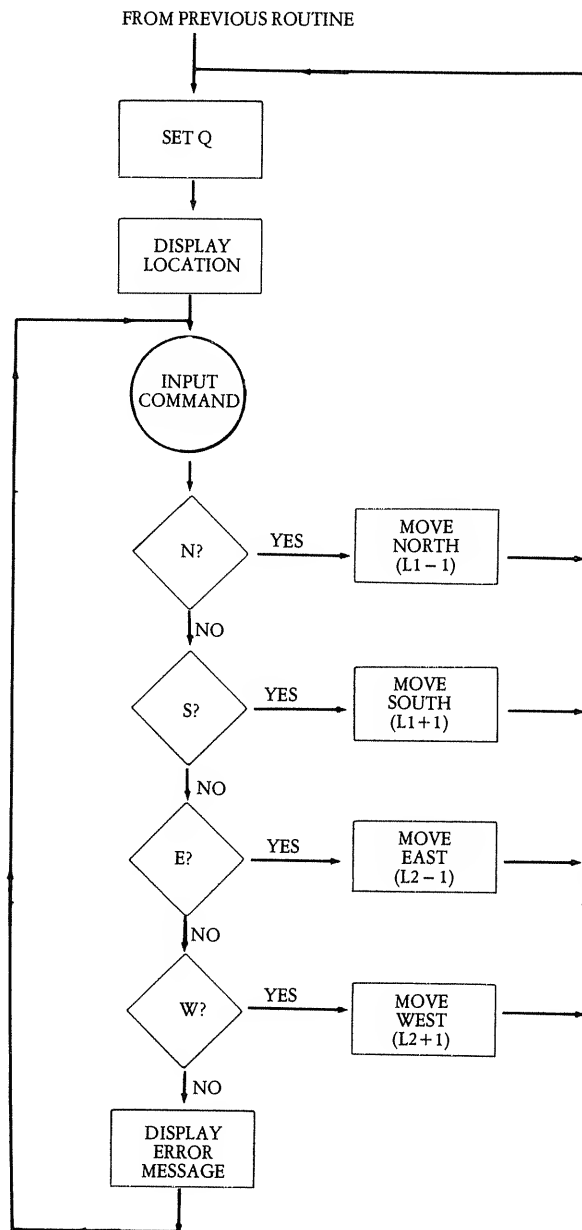 FROM PREVIOUS ROUTINE
SET Q
DISPLAY
LOCATION
INPUT
COMMAND
N?
YES
MOVE
NORTH
(L1 – 1)
NO
S?
YES
MOVE
SOUTH
(L1+1)
NO
E?
YES
MOVE
EAST
(L2 – 1)
NO
W?
YES
MOVE
WEST
(L2+1)
NO
DISPLAY
ERROR
MESSAGE